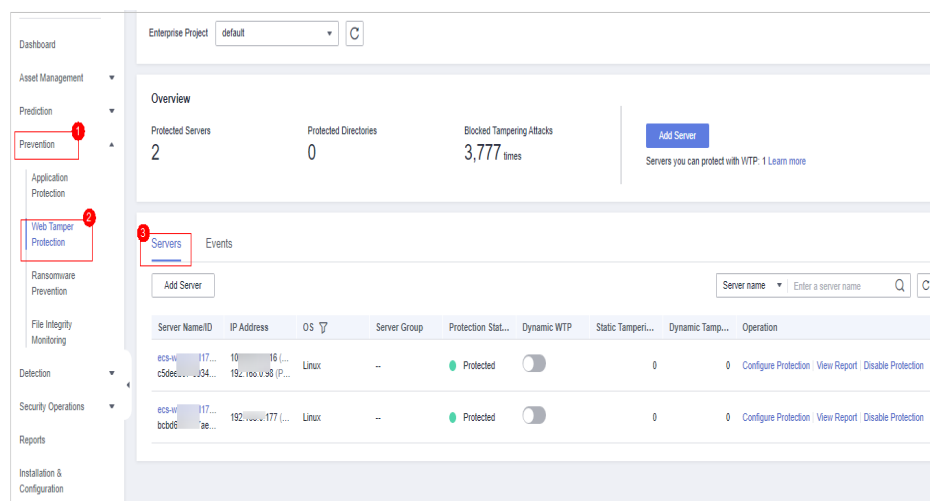 Dashboard
Asset Management
Prediction
1
Prevention
Application
Protection
2
Web Tamper
Protection
Ransomware
Prevention
File Integrity
Monitoring
Detection
Security Operations
Reports
Installation &
Configuration
Enterprise Project default
Overview
Protected Servers Protected Directories Blocked Tampering Attacks
2 0 3,777 times
Add Server
Servers you can protect with WTP: 1 Learn more
3
Servers Events
Add Server Server name Enter a server name
Server Name/ID IP Address OS Server Group Protection Stat... Dynamic WTP Static Tamperi... Dynamic Tamp... Operation
Linux -- Protected 0 0 Configure Protection View Report Disable Protection
Linux -- Protected 0 0 Configure Protection View Report Disable Protection